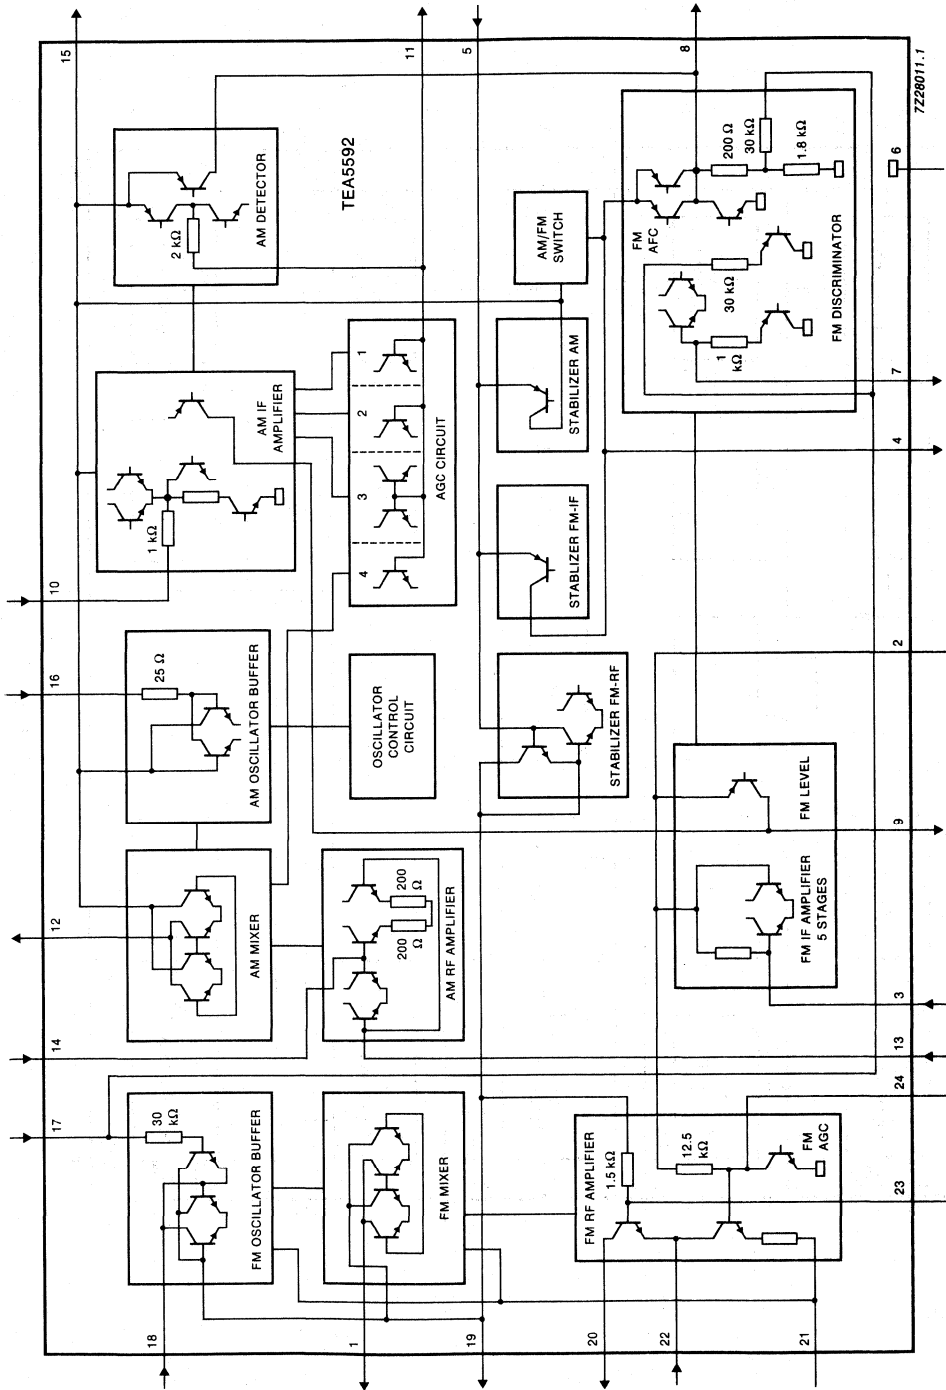 15
11
5
8
7Z28011.1
TEA5592
AM DETECTOR
2 kΩ
AM/FM
SWITCH
FM
AFC
200 Ω
30 kΩ
1.8 kΩ
6
30 kΩ
1
kΩ
FM DISCRIMINATOR
7
4
AM IF
AMPLIFIER
1 kΩ
10
1
2
3
4
AGC CIRCUIT
STABILIZER AM
STABLIZER FM-IF
STABILIZER FM-RF
2
16
25 Ω
AM OSCILLATOR BUFFER
OSCILLATOR
CONTROL
CIRCUIT
FM LEVEL
9
FM IF AMPLIFIER
5 STAGES
3
12
AM MIXER
200
Ω
200
Ω
AM RF AMPLIFIER
14
13
24
17
30
kΩ
FM OSCILLATOR BUFFER
FM MIXER
FM RF AMPLIFIER
1.5 kΩ
12.5
kΩ
FM
AGC
23
18
1
19
20
22
21